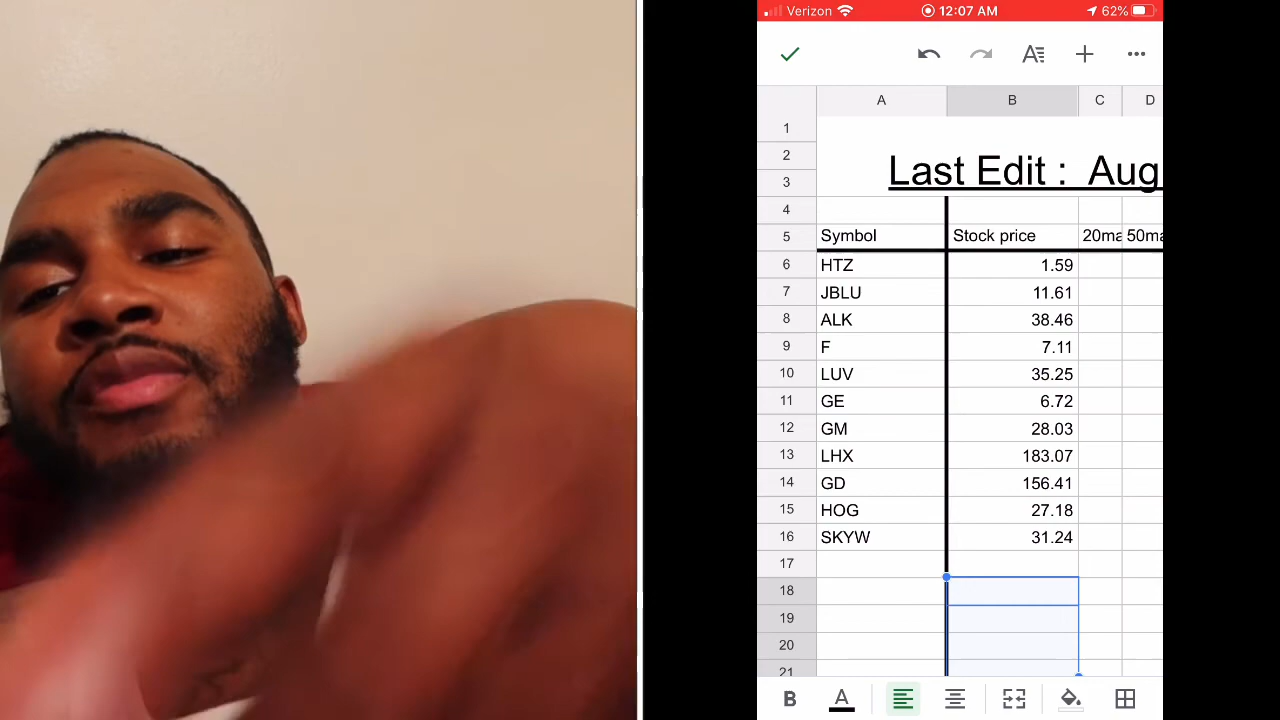 Verizon 12:07 AM 62%
A
A B C D
1
2
3
Last Edit : Aug
4
5 Symbol Stock price 20ma 50ma
6 HTZ 1.59
7 JBLU 11.61
8 ALK 38.46
9 F 7.11
10 LUV 35.25
11 GE 6.72
12 GM 28.03
13 LHX 183.07
14 GD 156.41
15 HOG 27.18
16 SKYW 31.24
17
18
19
20
21
B A